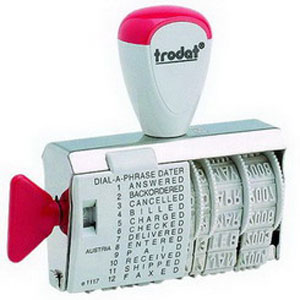 trodat®
DIAL-A-PHRASE DATER
1 ANSWERED
2 BACKORDERED
3 CANCELLED
4 BILLED
5 CHARGED
6 CHECKED
7 DELIVERED
8 ENTERED
9 PAID
10 RECEIVED
11 SHIPPED
12 FAXED
AUSTRIA
# 1117